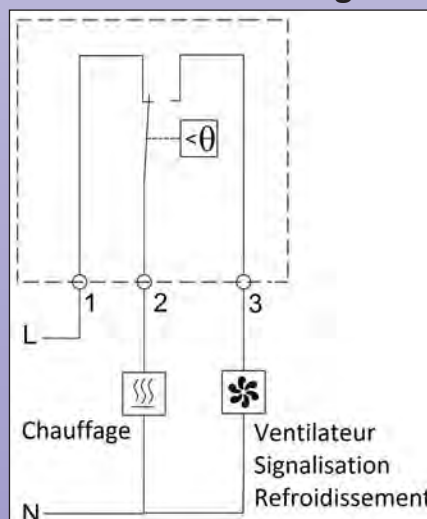 <θ
1 2 3
L
Chauffage
Ventilateur
Signalisation
Refroidissement
N